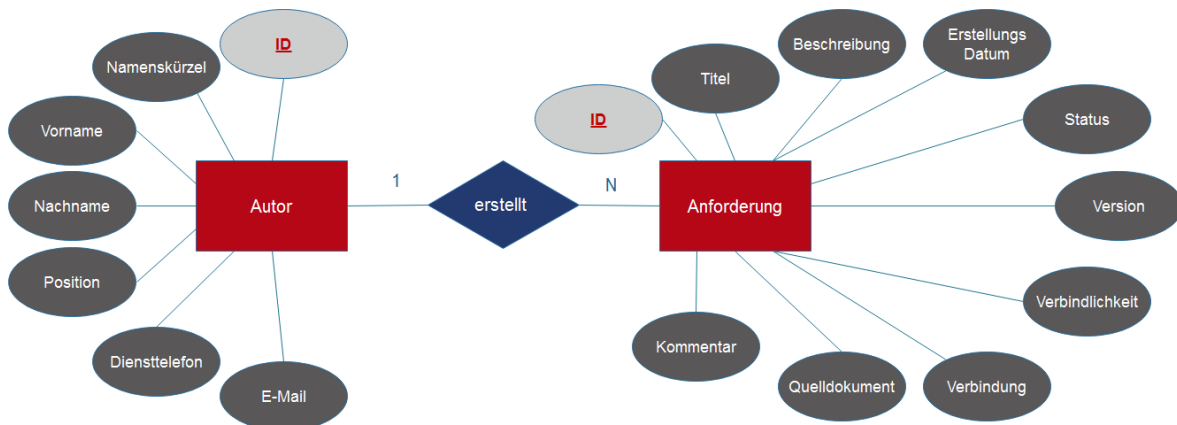 ID
Namenskürzel
Vorname
Nachname
Position
Diensttelefon
E-Mail
Autor
1
erstellt
N
Anforderung
ID
Titel
Beschreibung
Erstellungs
Datum
Status
Version
Verbindlichkeit
Verbindung
Quelldokument
Kommentar